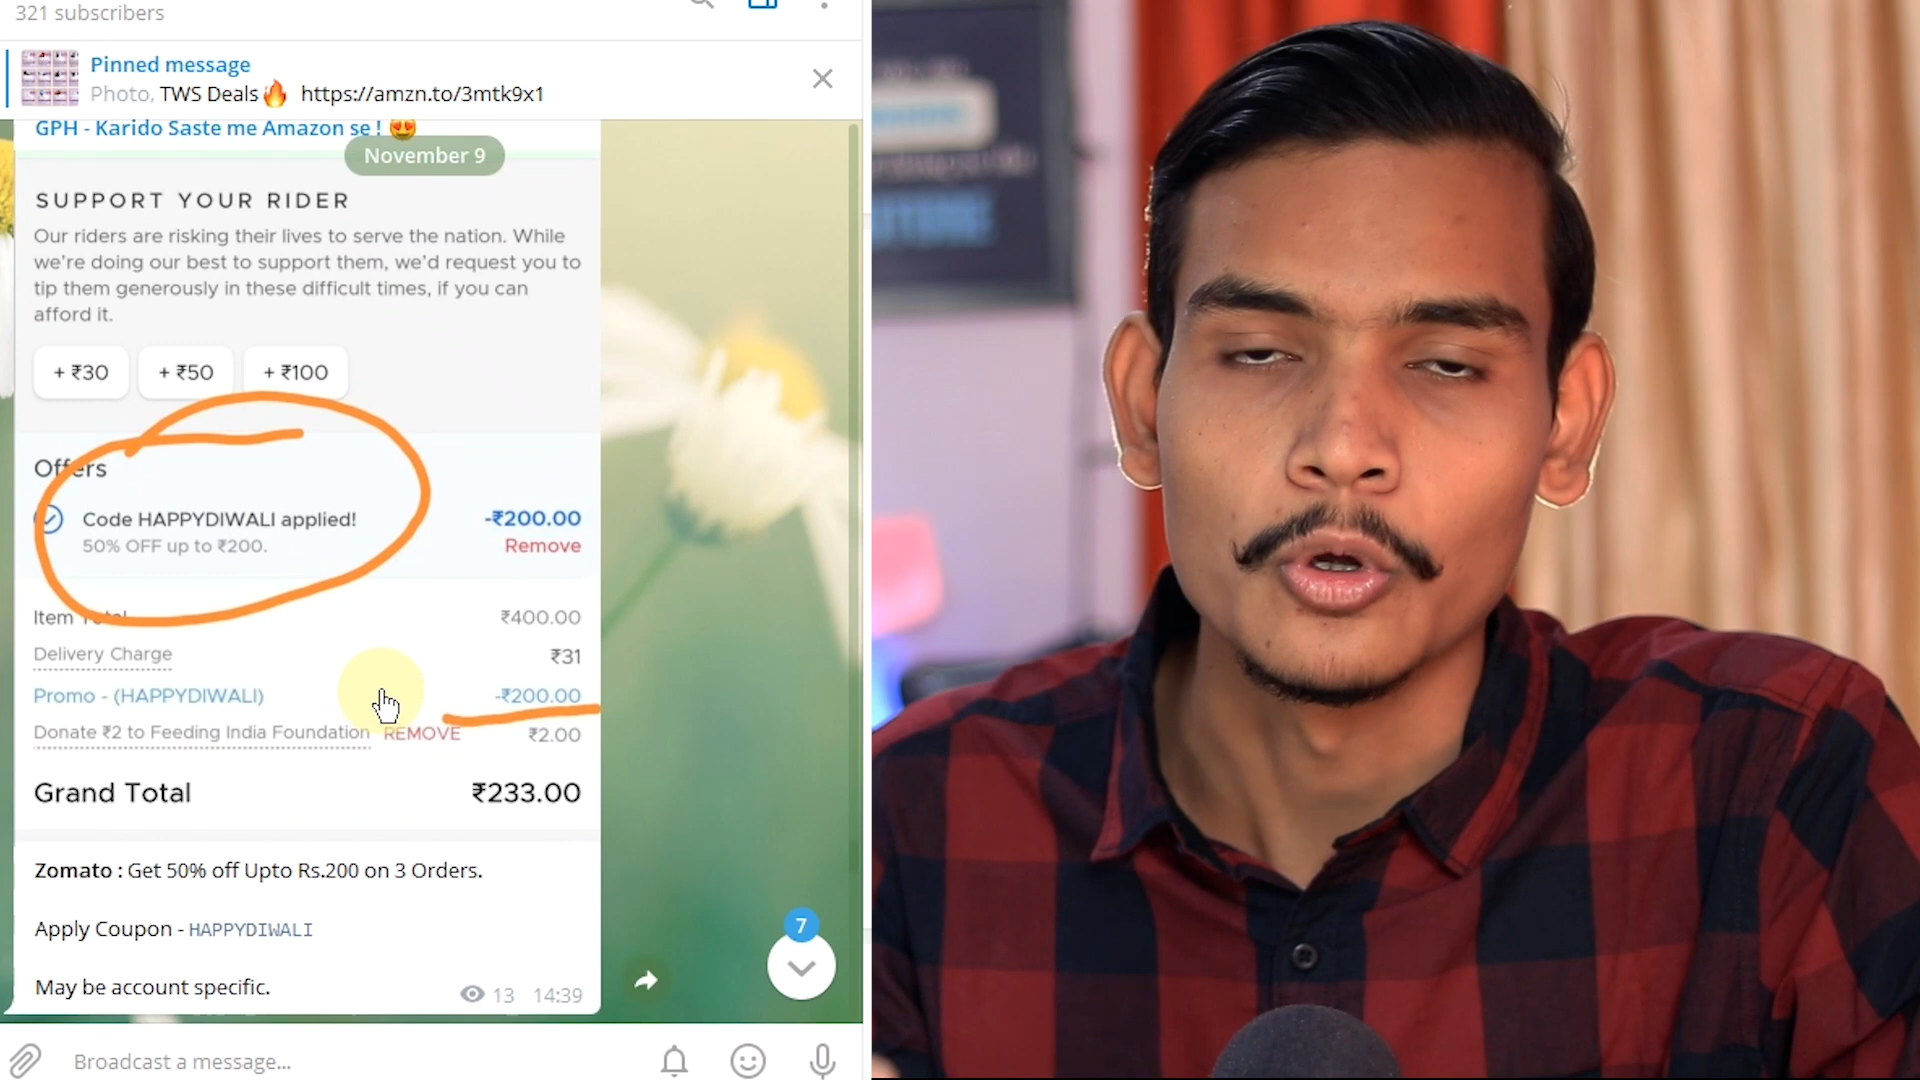 321 subscribers
Pinned message
Photo, TWS Deals🔥 https://amzn.to/3mtk9x1
GPH - Karido Saste me Amazon se ! 😍
November 9
SUPPORT YOUR RIDER
Our riders are risking their lives to serve the nation. While
we're doing our best to support them, we'd request you to
tip them generously in these difficult times, if you can
afford it.
+ ₹30 + ₹50 + ₹100
Offers
Code HAPPYDIWALI applied! -₹200.00
50% OFF up to ₹200. Remove
Item Total ₹400.00
Delivery Charge ₹31
Promo - (HAPPYDIWALI) -₹200.00
Donate ₹2 to Feeding India Foundation REMOVE ₹2.00
Grand Total ₹233.00
Zomato : Get 50% off Upto Rs.200 on 3 Orders.
Apply Coupon - HAPPYDIWALI
May be account specific.
13 14:39
7
Broadcast a message...